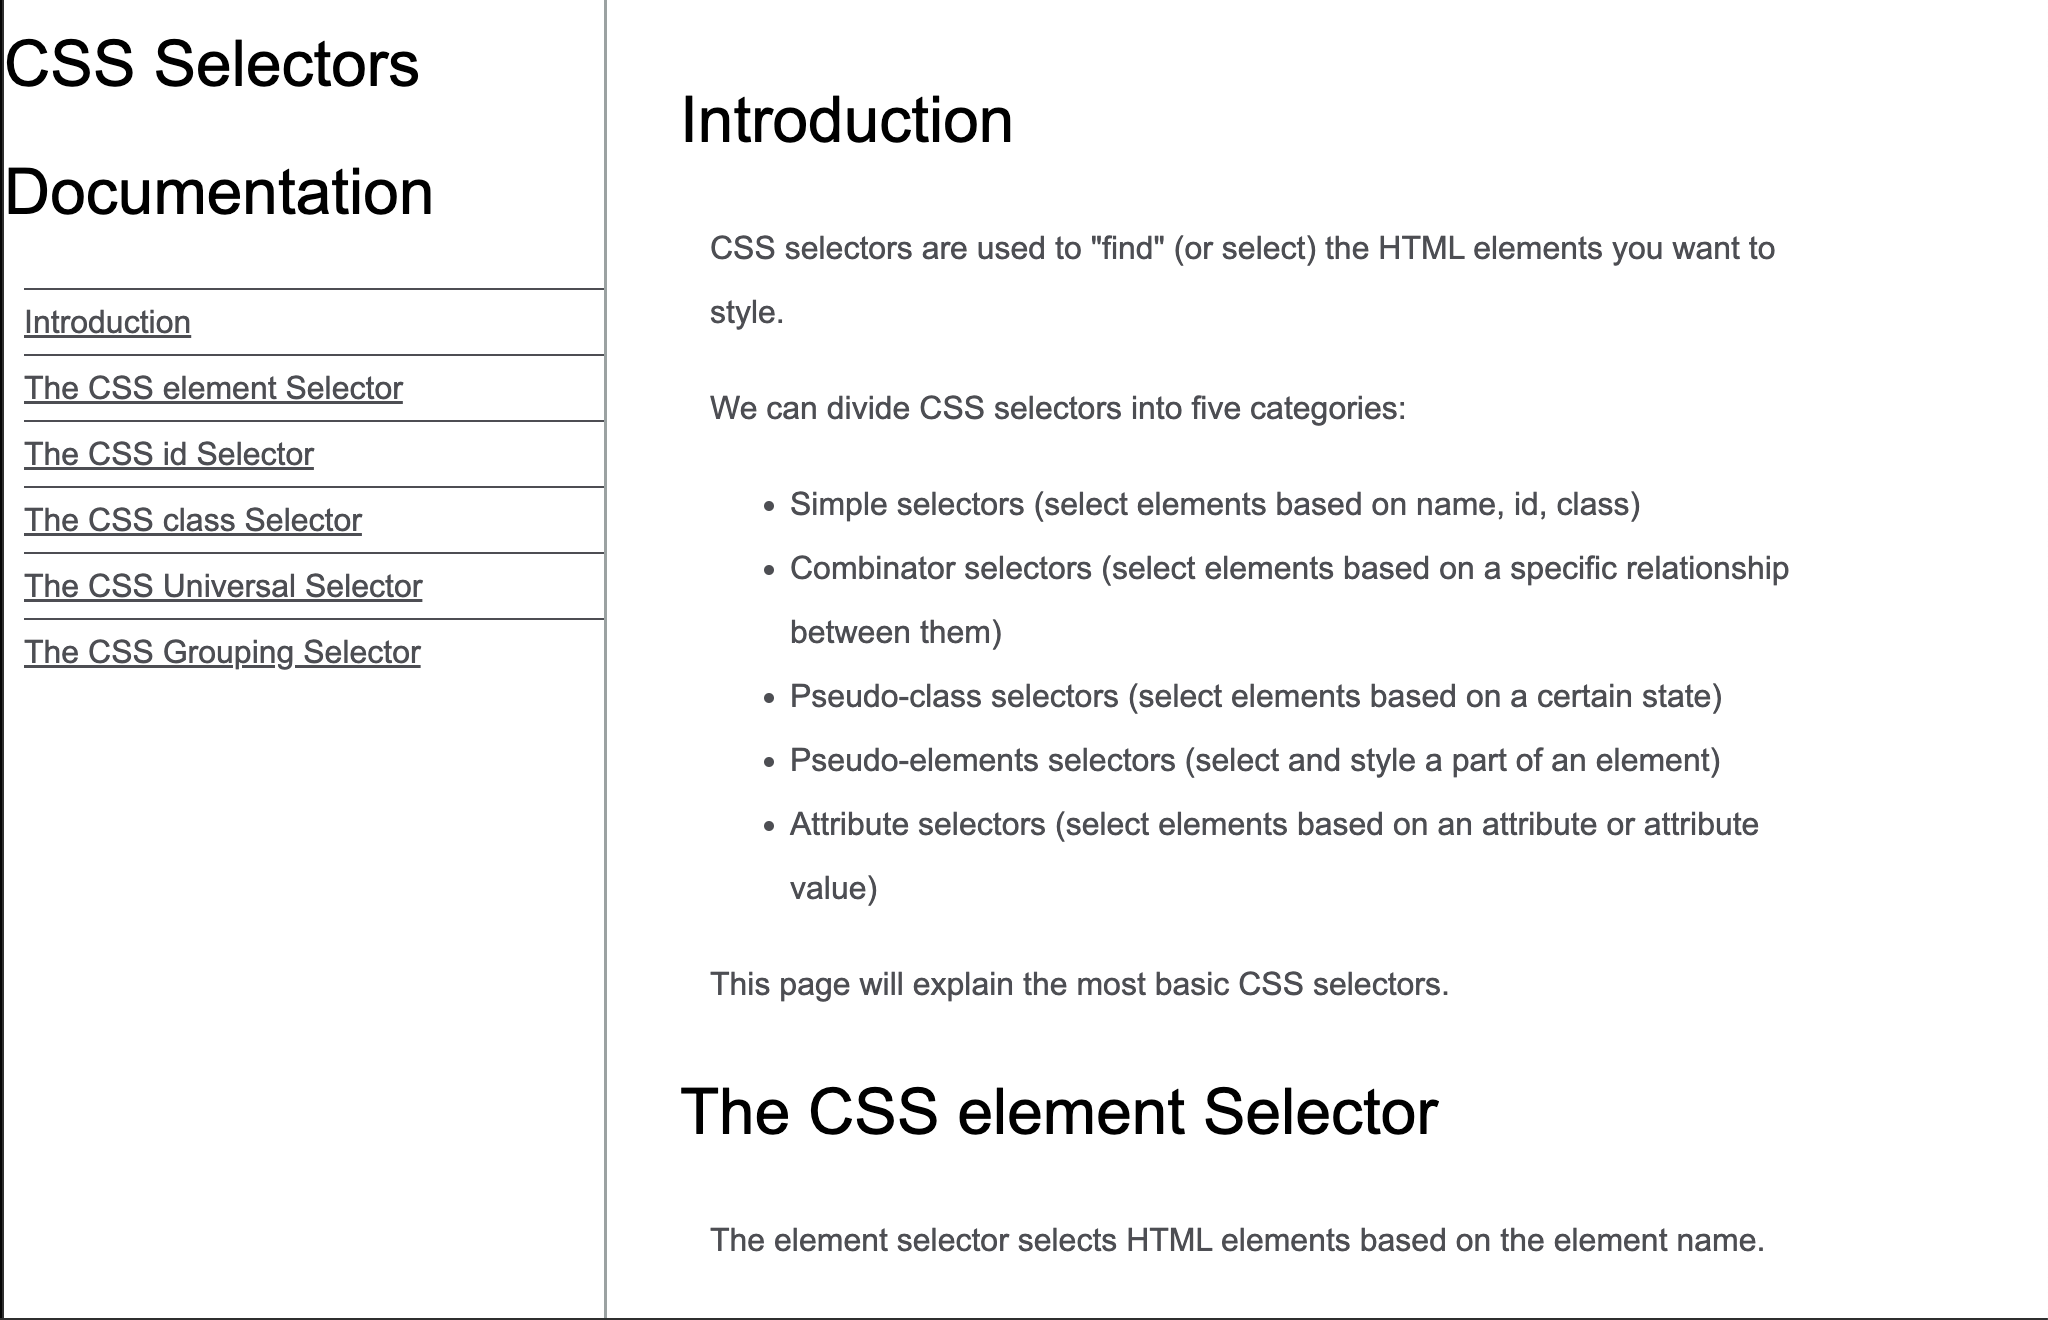 CSS Selectors
Documentation
Introduction
The CSS element Selector
The CSS id Selector
The CSS class Selector
The CSS Universal Selector
The CSS Grouping Selector
Introduction
CSS selectors are used to "find" (or select) the HTML elements you want to
style.
We can divide CSS selectors into five categories:
• Simple selectors (select elements based on name, id, class)
• Combinator selectors (select elements based on a specific relationship
between them)
• Pseudo-class selectors (select elements based on a certain state)
• Pseudo-elements selectors (select and style a part of an element)
• Attribute selectors (select elements based on an attribute or attribute
value)
This page will explain the most basic CSS selectors.
The CSS element Selector
The element selector selects HTML elements based on the element name.